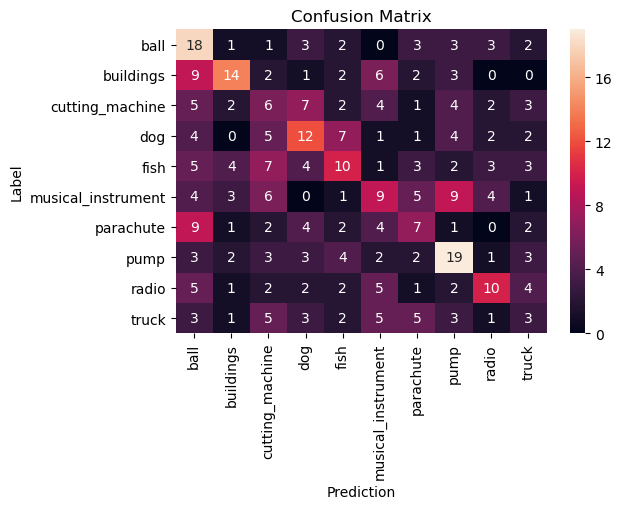 Confusion Matrix
ball 18 1 1 3 2 0 3 3 3 2
buildings 9 14 2 1 2 6 2 3 0 0
cutting_machine 5 2 6 7 2 4 1 4 2 3
dog 4 0 5 12 7 1 1 4 2 2
fish 5 4 7 4 10 1 3 2 3 3
musical_instrument 4 3 6 0 1 9 5 9 4 1
parachute 9 1 2 4 2 4 7 1 0 2
pump 3 2 3 3 4 2 2 19 1 3
radio 5 1 2 2 2 5 1 2 10 4
truck 3 1 5 3 2 5 5 3 1 3
Label
ball buildings cutting_machine dog fish musical_instrument parachute pump radio truck
Prediction
16
12
8
4
0